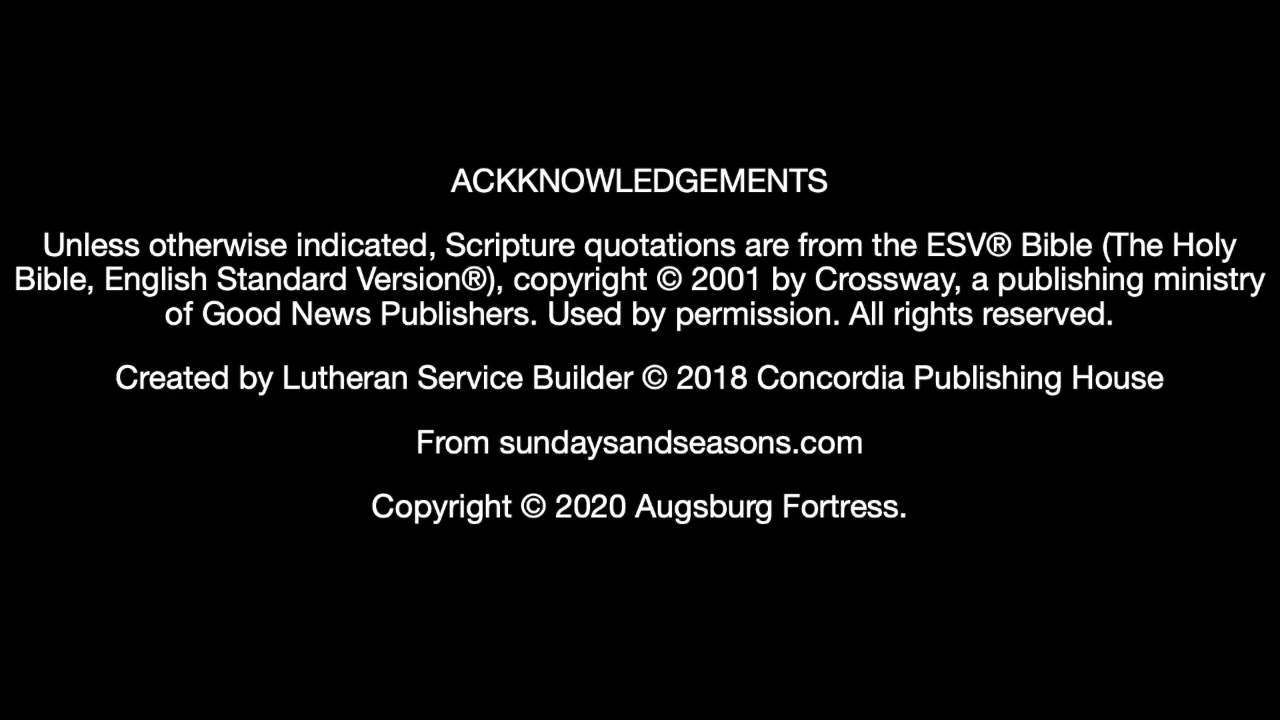 ACKKNOWLEDGEMENTS
Unless otherwise indicated, Scripture quotations are from the ESV® Bible (The Holy
Bible, English Standard Version®), copyright © 2001 by Crossway, a publishing ministry
of Good News Publishers. Used by permission. All rights reserved.
Created by Lutheran Service Builder © 2018 Concordia Publishing House
From sundaysandseasons.com
Copyright © 2020 Augsburg Fortress.